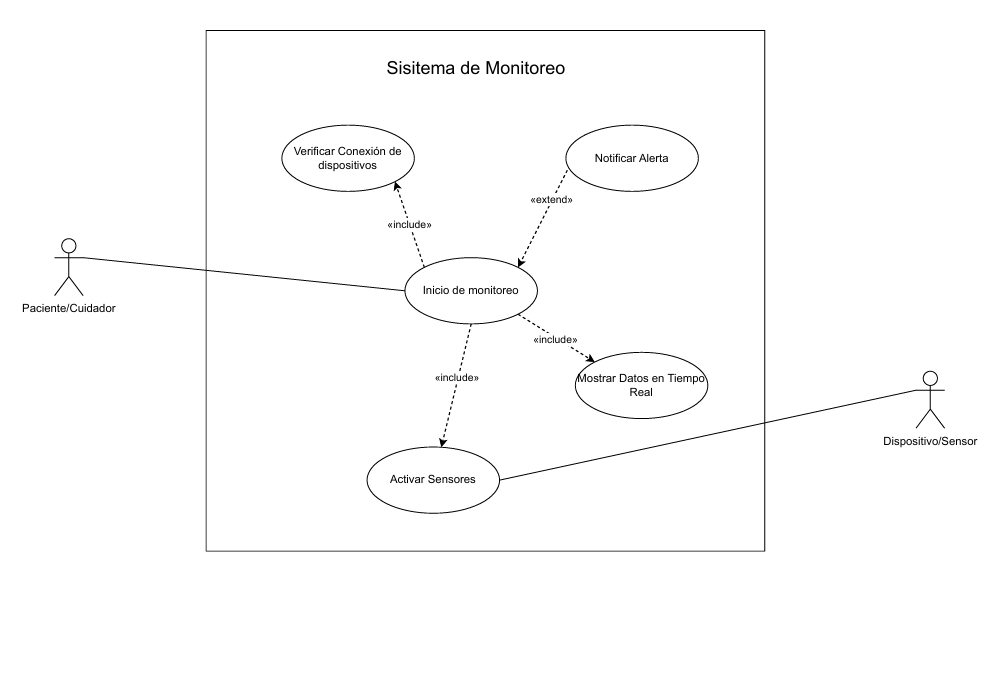 Sisitema de Monitoreo
Verificar Conexión de
dispositivos
Notificar Alerta
«extend»
«include»
Inicio de monitoreo
Paciente/Cuidador
«include»
«include»
Mostrar Datos en Tiempo
Real
Dispositivo/Sensor
Activar Sensores